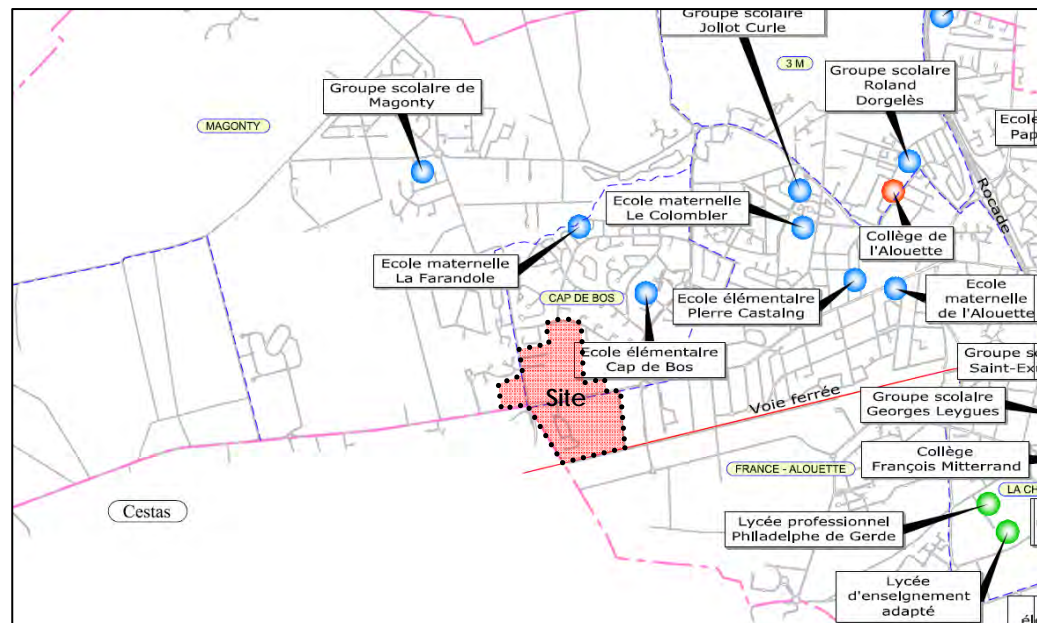 Groupe scolaire
Joliot Curie
3 M
Groupe scolaire
Roland
Dorgelès
Groupe scolaire de
Magonty
MAGONTY
Ecole
Pap
Ecole maternelle
Le Colombier
Rocade
Collège de
l'Alouette
Ecole maternelle
La Farandole
CAP DE BOS
Ecole élémentaire
Pierre Castaing
Ecole
maternelle
de l'Alouette
Ecole élémentaire
Cap de Bos
Groupe sc
Saint-Exu
Site
Voie ferrée
Groupe scolaire
Georges Leygues
Collège
François Mitterrand
FRANCE - ALOUETTE
LA CH
Cestas
Lycée professionnel
Philadelphe de Gerde
Lycée
d'enseignement
adapté
élé